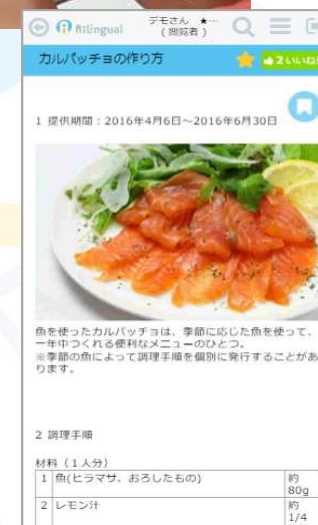 fiilingual
デモさん ★…
（閲覧者）
カルパッチョの作り方
2いいね!
1 提供期間：2016年4月6日～2016年6月30日
魚を使ったカルパッチョは、季節に応じた魚を使って、
一年中つくれる便利なメニューのひとつ。
※季節の魚によって調理手順を個別に発行することがあ
ります。
2 調理手順
材料（1人分）
1 魚(ヒラマサ、おろしたもの) 約
80g
2 レモン汁 約
1/4